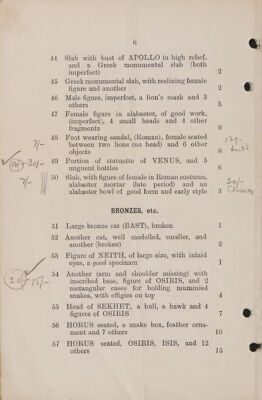 6
44 Slab with bust of APOLLO in high relief,
and a Greek monumental slab (both
imperfect) 2
45 Greek monumental slab, with reclining female
figure and another 2
46 Male figure, imperfect, a lion's mask and 3
others 5
47 Female figure in alabaster, of good work,
(imperfect), 4 small heads and 4 other
fragments 9
48 Foot wearing sandal, (Roman), female seated
between two lions (no head) and 6 other
objects 8
7/-
49 Portion of statuette of VENUS, and 5
unguent bottles 6
30/-
50 Slab, with figure of female in Roman costume,
alabaster mortar (late period) and an
alabaster bowl of good form and early style 3
7/-
20/-
BRONZES, etc.
51 Large bronze cat (BAST), broken 1
52 Another cat, well modelled, smaller, and
another (broken) 2
53 Figure of NEITH, of large size, with inlaid
eyes, a good specimen 1
54 Another (arm and shoulder missing) with
inscribed base, figure of OSIRIS, and 2
rectangular cases for holding mummied
snakes, with effigies on top 4
20/- 15/-
55 Head of SEKHET, a bull, a hawk and 4
figures of OSIRIS 7
56 HORUS seated, a snake box, feather orna-
ment and 7 others 10
57 HORUS seated, OSIRIS, ISIS, and 12
others 15